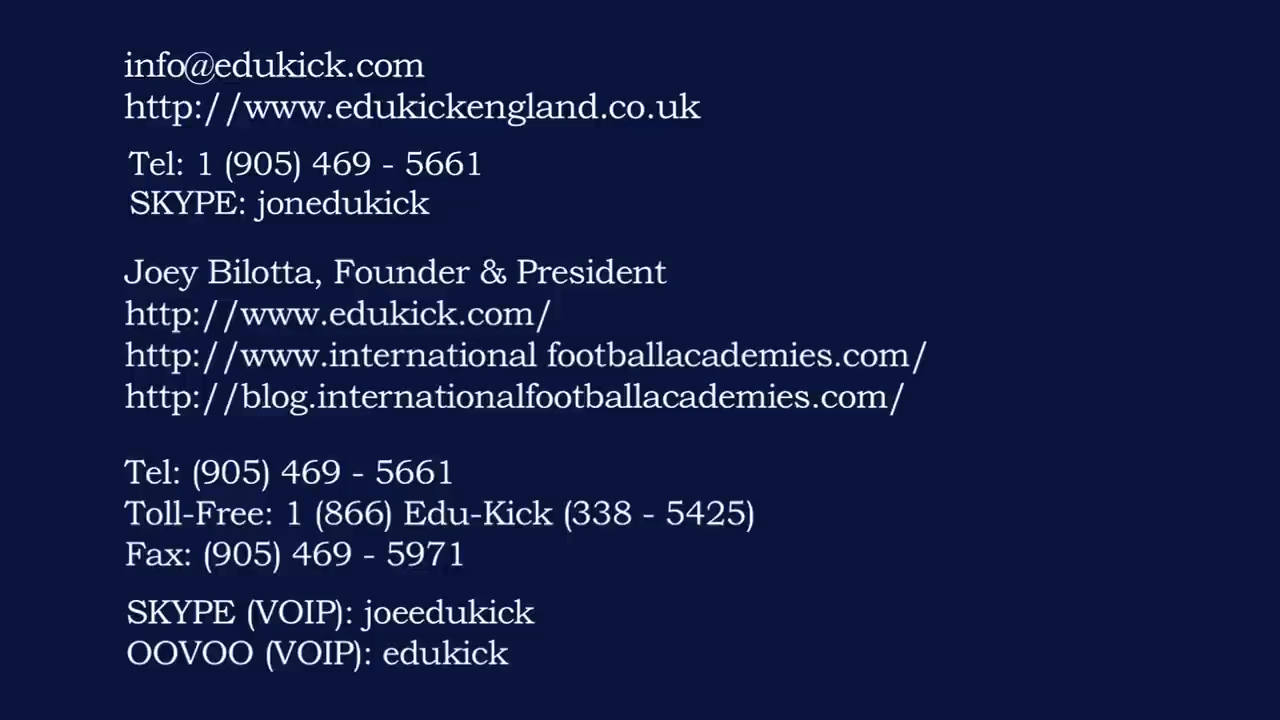 info@edukick.com
http://www.edukickengland.co.uk
Tel: 1 (905) 469 - 5661
SKYPE: jonedukick
Joey Bilotta, Founder & President
http://www.edukick.com/
http://www.international footballacademies.com/
http://blog.internationalfootballacademies.com/
Tel: (905) 469 - 5661
Toll-Free: 1 (866) Edu-Kick (338 - 5425)
Fax: (905) 469 - 5971
SKYPE (VOIP): joeedukick
OOVOO (VOIP): edukick